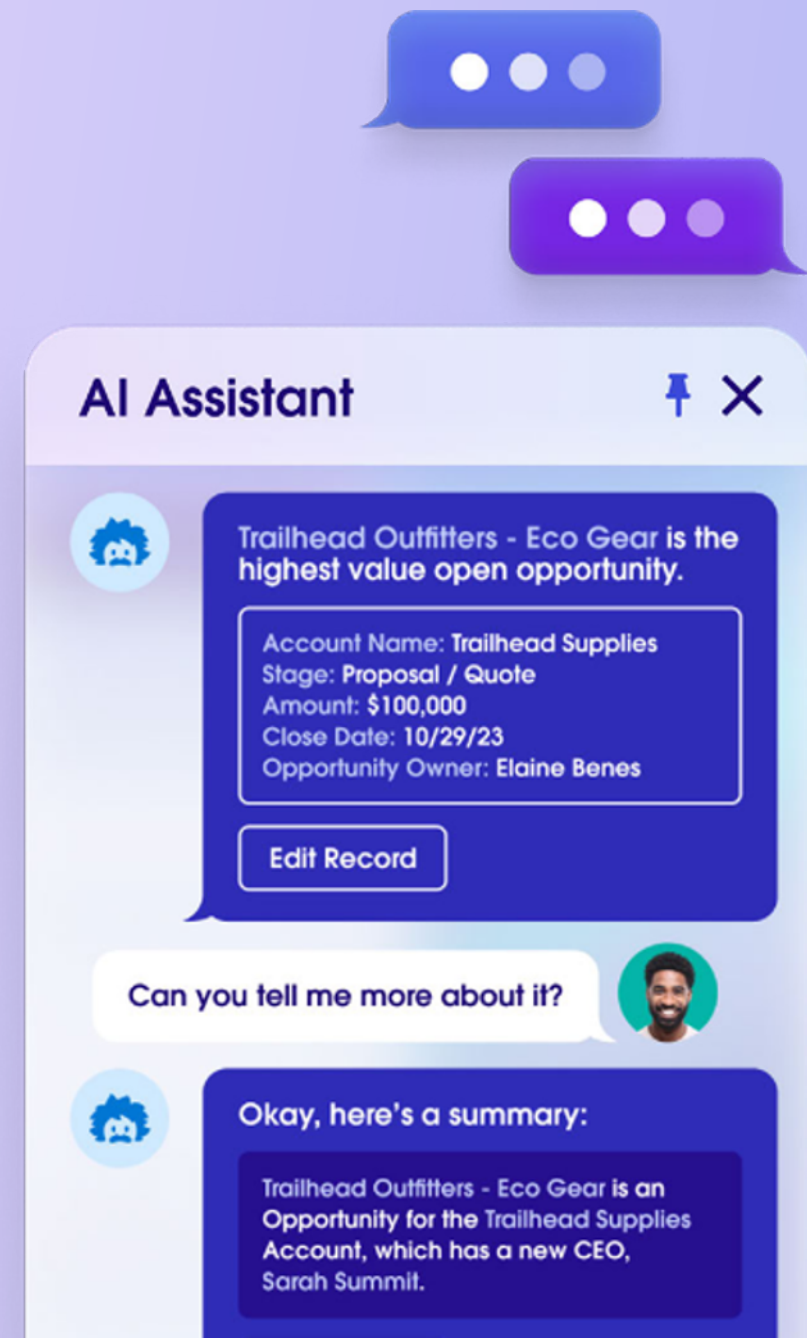 AI Assistant
Trailhead Outfitters - Eco Gear is the
highest value open opportunity.
Account Name: Trailhead Supplies
Stage: Proposal / Quote
Amount: $100,000
Close Date: 10/29/23
Opportunity Owner: Elaine Benes
Edit Record
Can you tell me more about it?
Okay, here's a summary:
Trailhead Outfitters - Eco Gear is an
Opportunity for the Trailhead Supplies
Account, which has a new CEO,
Sarah Summit.